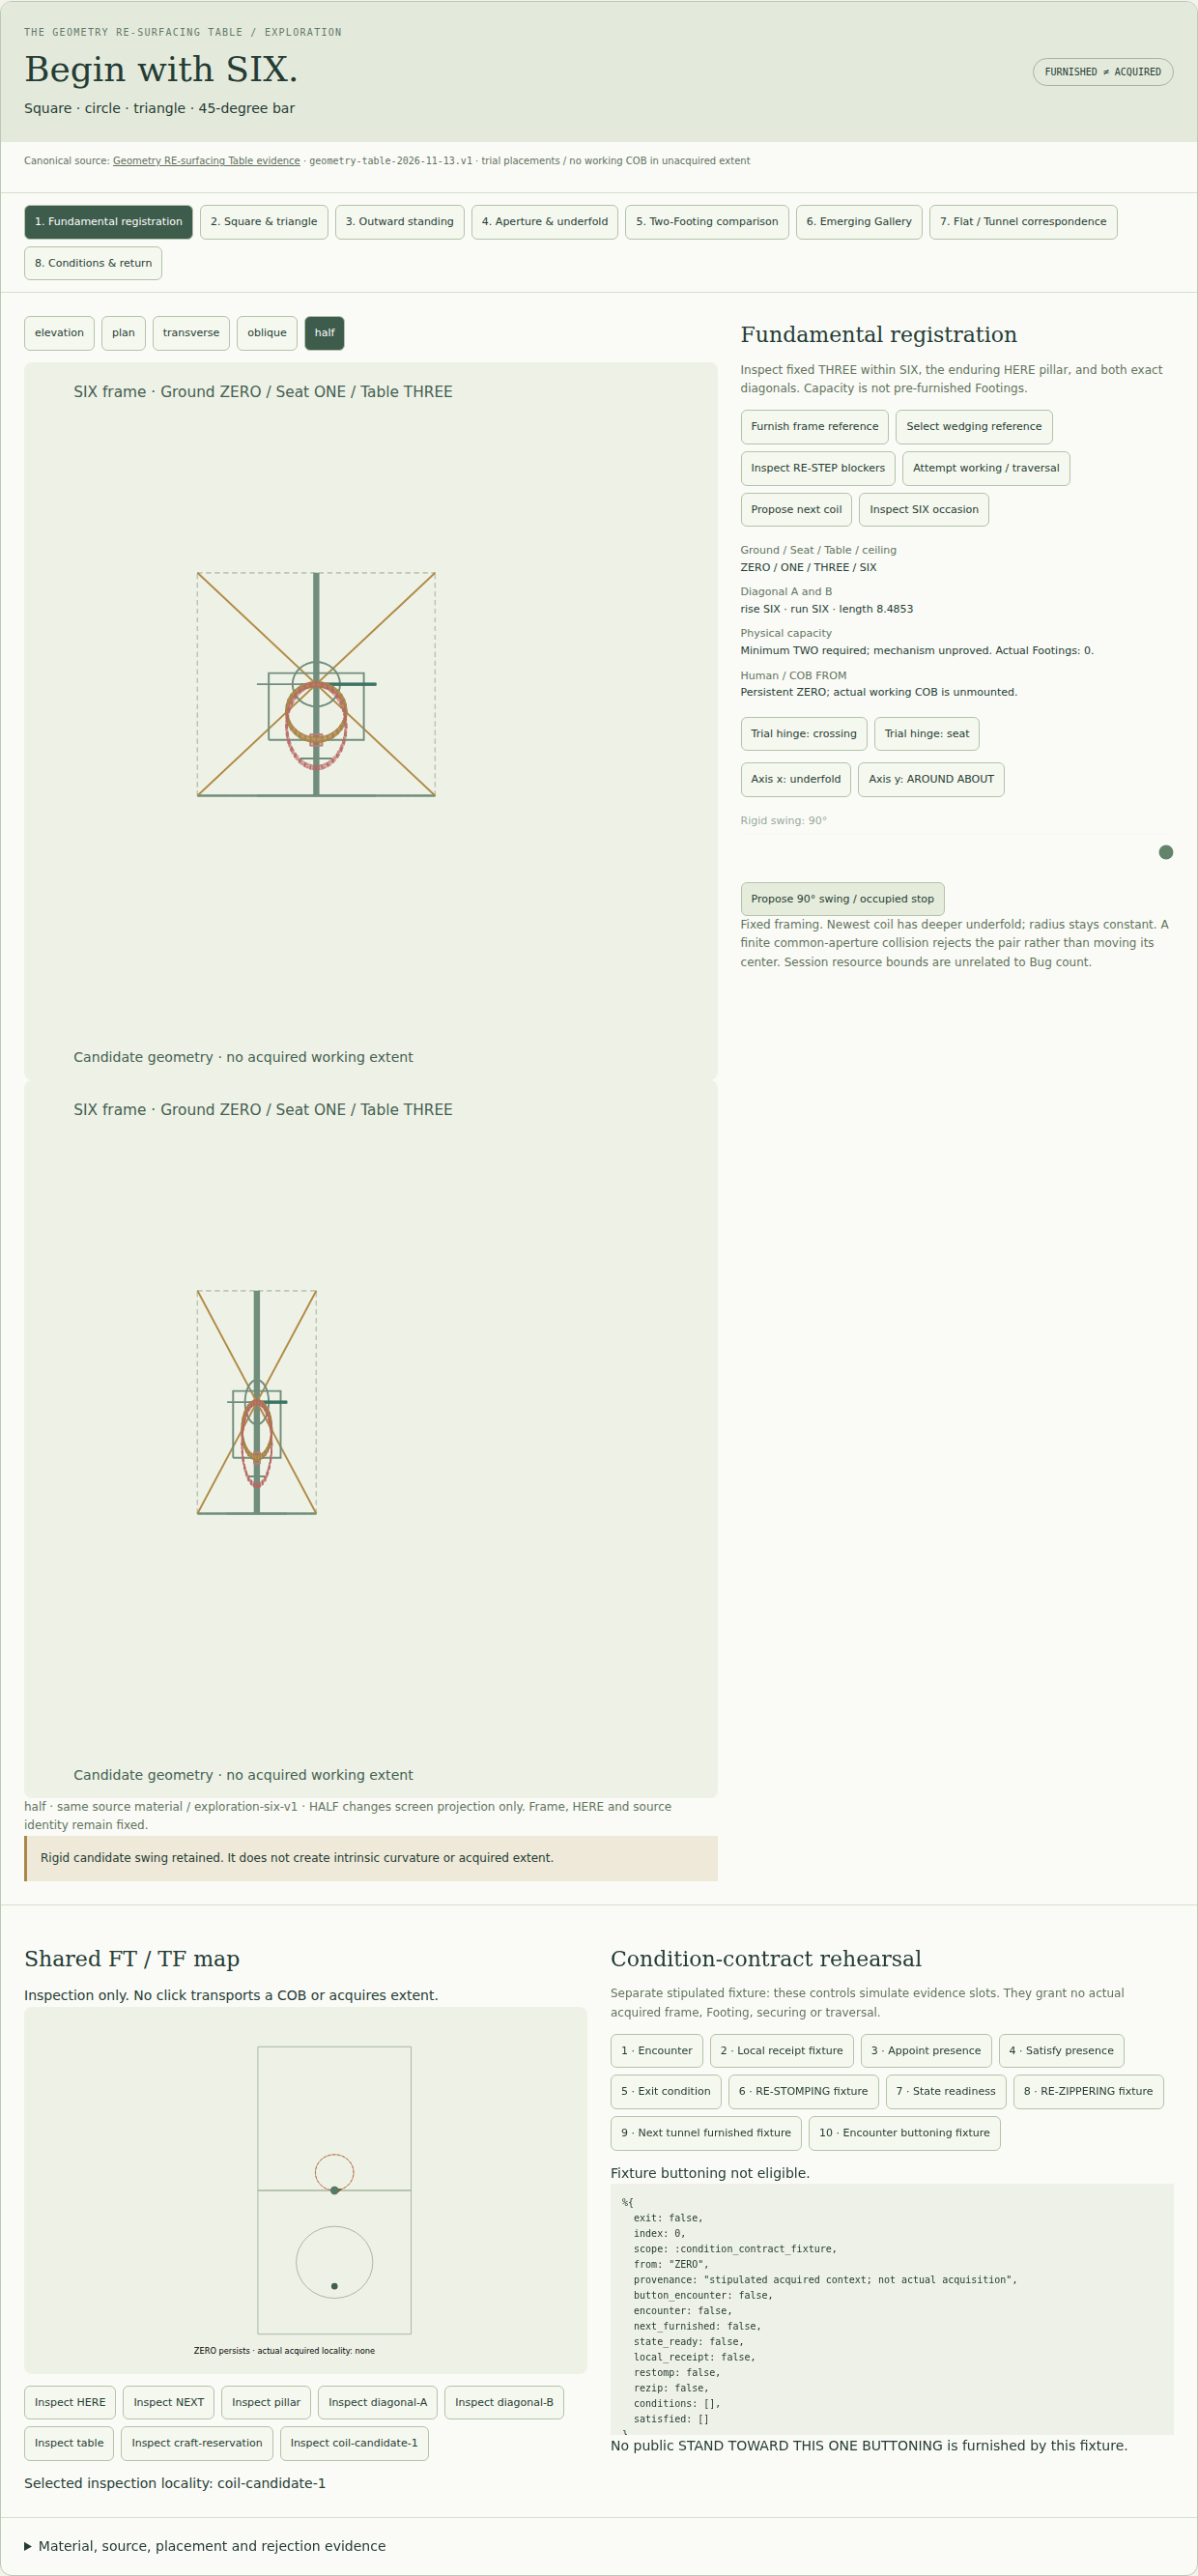 THE GEOMETRY RE-SURFACING TABLE / EXPLORATION
Begin with SIX.
Square · circle · triangle · 45-degree bar
FURNISHED ≠ ACQUIRED
Canonical source: Geometry RE-surfacing Table evidence · geometry-table-2026-11-13.v1 · trial placements / no working COB in unacquired extent
1. Fundamental registration
2. Square & triangle
3. Outward standing
4. Aperture & underfold
5. Two-Footing comparison
6. Emerging Gallery
7. Flat / Tunnel correspondence
8. Conditions & return
elevation
plan
transverse
oblique
half
SIX frame · Ground ZERO / Seat ONE / Table THREE
Candidate geometry · no acquired working extent
SIX frame · Ground ZERO / Seat ONE / Table THREE
Candidate geometry · no acquired working extent
half · same source material / exploration-six-v1 · HALF changes screen projection only. Frame, HERE and source
identity remain fixed.
Rigid candidate swing retained. It does not create intrinsic curvature or acquired extent.
Fundamental registration
Inspect fixed THREE within SIX, the enduring HERE pillar, and both exact
diagonals. Capacity is not pre-furnished Footings.
Furnish frame reference
Select wedging reference
Inspect RE-STEP blockers
Attempt working / traversal
Propose next coil
Inspect SIX occasion
Ground / Seat / Table / ceiling
ZERO / ONE / THREE / SIX
Diagonal A and B
rise SIX · run SIX · length 8.4853
Physical capacity
Minimum TWO required; mechanism unproved. Actual Footings: 0.
Human / COB FROM
Persistent ZERO; actual working COB is unmounted.
Trial hinge: crossing
Trial hinge: seat
Axis x: underfold
Axis y: AROUND ABOUT
Rigid swing: 90°
Propose 90° swing / occupied stop
Fixed framing. Newest coil has deeper underfold; radius stays constant. A
finite common-aperture collision rejects the pair rather than moving its
center. Session resource bounds are unrelated to Bug count.
Shared FT / TF map
Inspection only. No click transports a COB or acquires extent.
ZERO persists · actual acquired locality: none
Inspect HERE
Inspect NEXT
Inspect pillar
Inspect diagonal-A
Inspect diagonal-B
Inspect table
Inspect craft-reservation
Inspect coil-candidate-1
Selected inspection locality: coil-candidate-1
Condition-contract rehearsal
Separate stipulated fixture: these controls simulate evidence slots. They grant no actual
acquired frame, Footing, securing or traversal.
1 · Encounter
2 · Local receipt fixture
3 · Appoint presence
4 · Satisfy presence
5 · Exit condition
6 · RE-STOMPING fixture
7 · State readiness
8 · RE-ZIPPERING fixture
9 · Next tunnel furnished fixture
10 · Encounter buttoning fixture
Fixture buttoning not eligible.
%{
exit: false,
index: 0,
scope: :condition_contract_fixture,
from: "ZERO",
provenance: "stipulated acquired context; not actual acquisition",
button_encounter: false,
encounter: false,
next_furnished: false,
state_ready: false,
local_receipt: false,
restomp: false,
rezip: false,
conditions: [],
satisfied: []
}
No public STAND TOWARD THIS ONE BUTTONING is furnished by this fixture.
Material, source, placement and rejection evidence